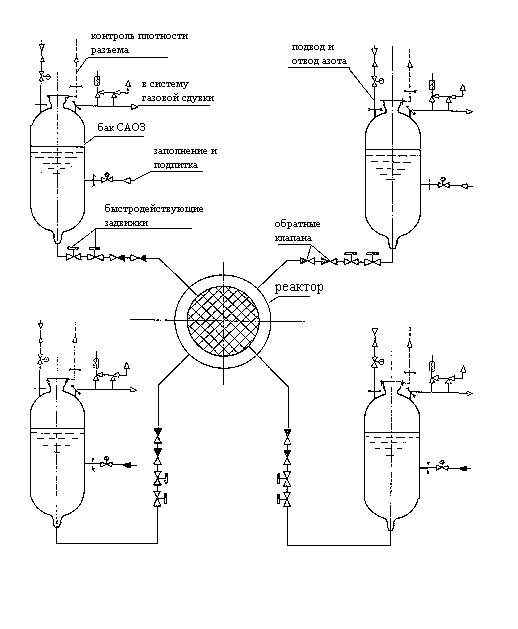 контроль плотности
разъема
подвод и
отвод азота
в систему
газовой сдувки
бак САОЗ
заполнение и
подпитка
быстродействующие
задвижки
обратные
клапана
реактор